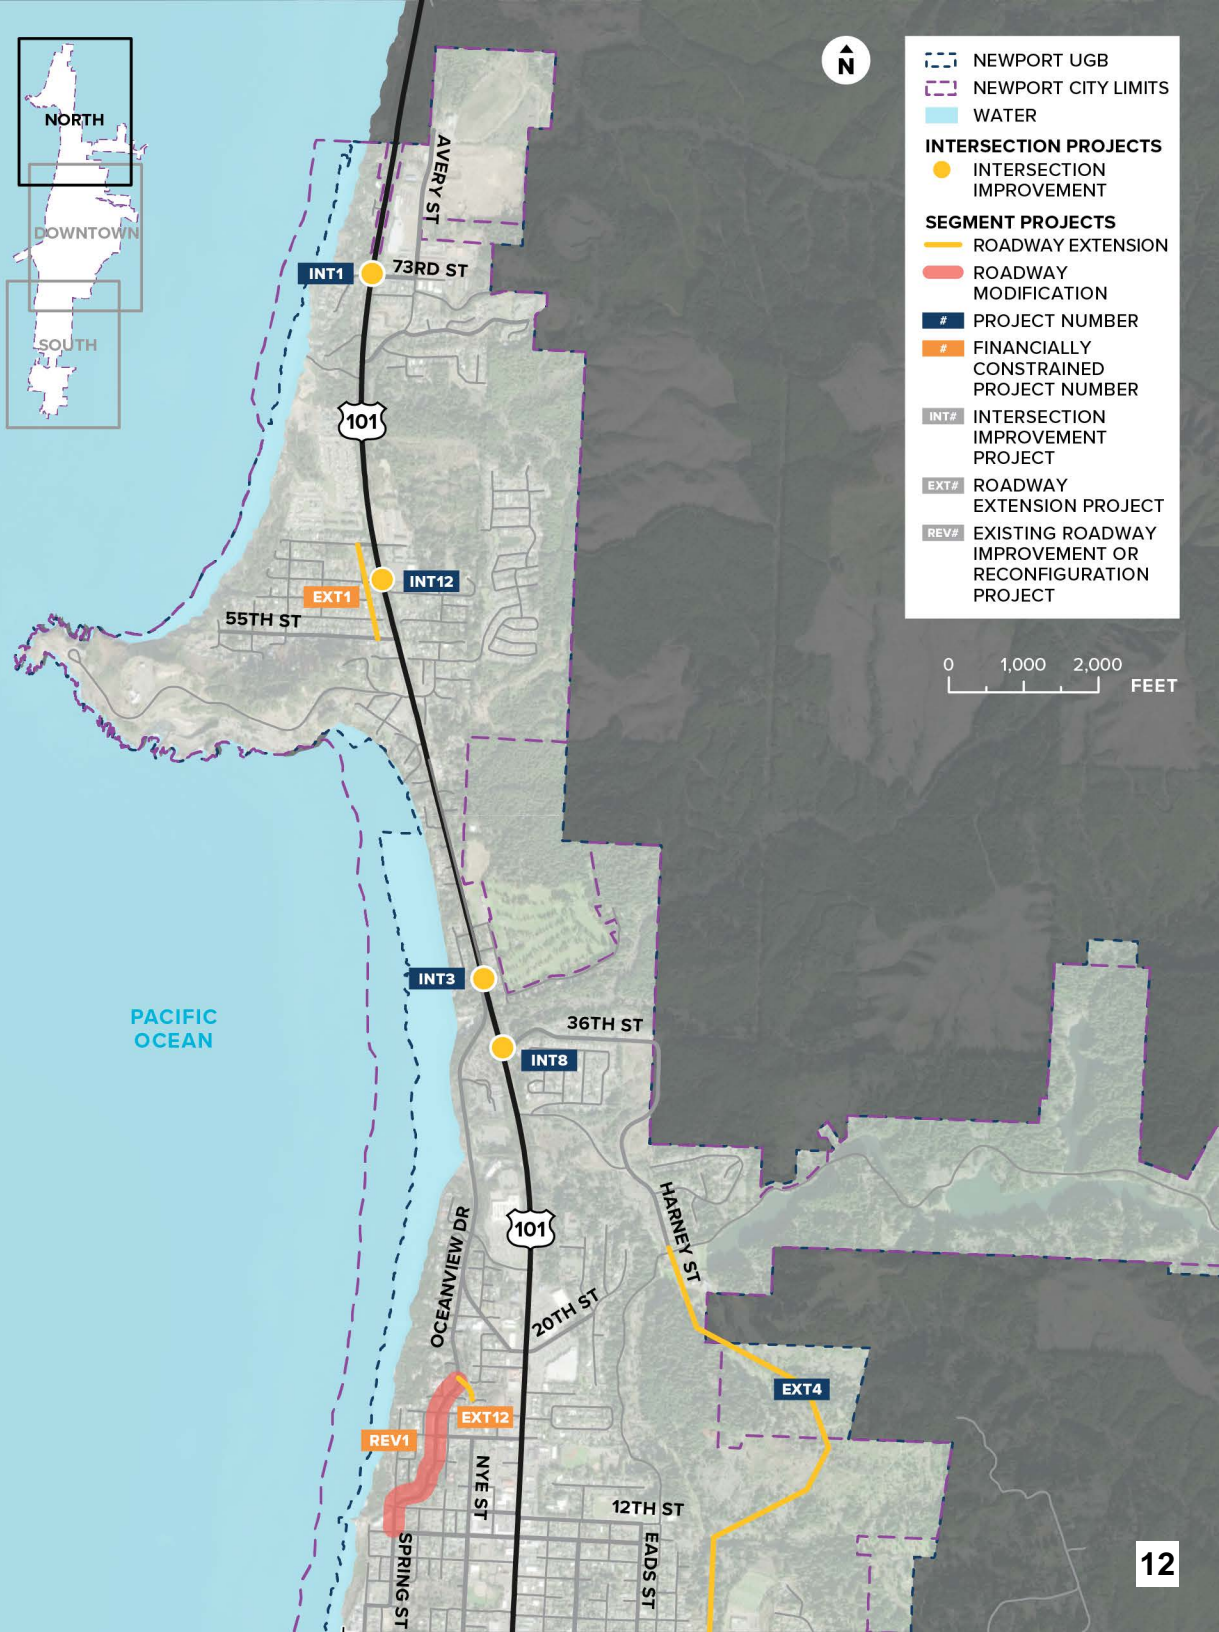 N
NEWPORT UGB
NEWPORT CITY LIMITS
WATER
INTERSECTION PROJECTS
INTERSECTION
IMPROVEMENT
SEGMENT PROJECTS
ROADWAY EXTENSION
ROADWAY
MODIFICATION
# PROJECT NUMBER
# FINANCIALLY
CONSTRAINED
PROJECT NUMBER
INT# INTERSECTION
IMPROVEMENT
PROJECT
EXT# ROADWAY
EXTENSION PROJECT
REV# EXISTING ROADWAY
IMPROVEMENT OR
RECONFIGURATION
PROJECT
0 1,000 2,000
FEET
NORTH
DOWNTOWN
SOUTH
AVERY ST
INT1
73RD ST
101
INT12
EXT1
55TH ST
INT3
PACIFIC
OCEAN
36TH ST
INT8
HARNEY ST
OCEANVIEW DR
101
20TH ST
EXT4
EXT12
REV1
NYE ST
12TH ST
SPRING ST
EADS ST
12